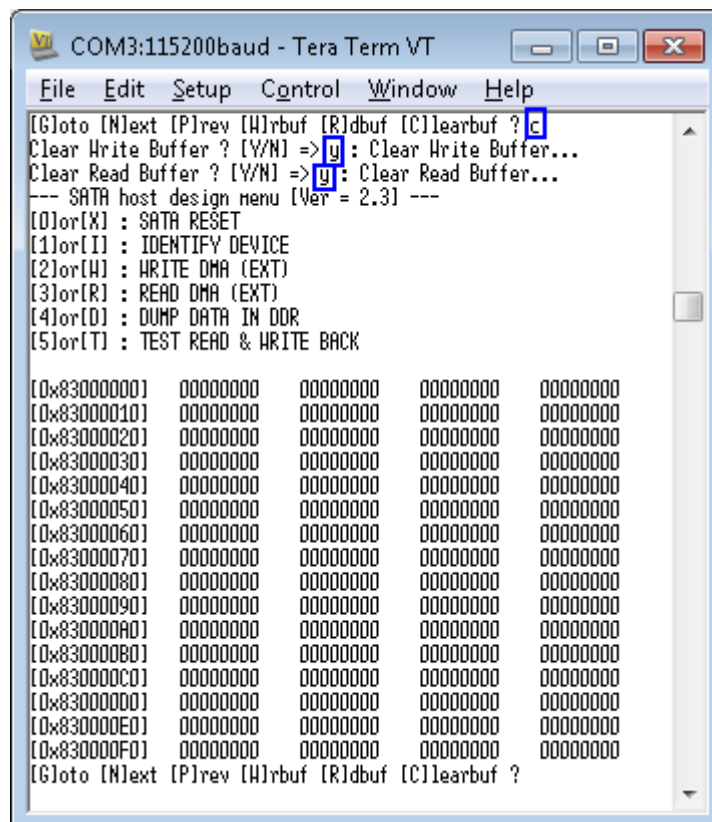 COM3:115200baud - Tera Term VT
File Edit Setup Control Window Help
[G]oto [N]ext [P]rev [W]rbuf [R]dbuf [C]learbuf ? c
Clear Write Buffer ? [Y/N] => y : Clear Write Buffer...
Clear Read Buffer ? [Y/N] => y : Clear Read Buffer...
--- SATA host design menu [Ver = 2.3] ---
[0]or[X] : SATA RESET
[1]or[I] : IDENTIFY DEVICE
[2]or[W] : WRITE DMA (EXT)
[3]or[R] : READ DMA (EXT)
[4]or[D] : DUMP DATA IN DDR
[5]or[T] : TEST READ & WRITE BACK
[0x83000000] 00000000 00000000 00000000 00000000
[0x83000010] 00000000 00000000 00000000 00000000
[0x83000020] 00000000 00000000 00000000 00000000
[0x83000030] 00000000 00000000 00000000 00000000
[0x83000040] 00000000 00000000 00000000 00000000
[0x83000050] 00000000 00000000 00000000 00000000
[0x83000060] 00000000 00000000 00000000 00000000
[0x83000070] 00000000 00000000 00000000 00000000
[0x83000080] 00000000 00000000 00000000 00000000
[0x83000090] 00000000 00000000 00000000 00000000
[0x830000A0] 00000000 00000000 00000000 00000000
[0x830000B0] 00000000 00000000 00000000 00000000
[0x830000C0] 00000000 00000000 00000000 00000000
[0x830000D0] 00000000 00000000 00000000 00000000
[0x830000E0] 00000000 00000000 00000000 00000000
[0x830000F0] 00000000 00000000 00000000 00000000
[G]oto [N]ext [P]rev [W]rbuf [R]dbuf [C]learbuf ?